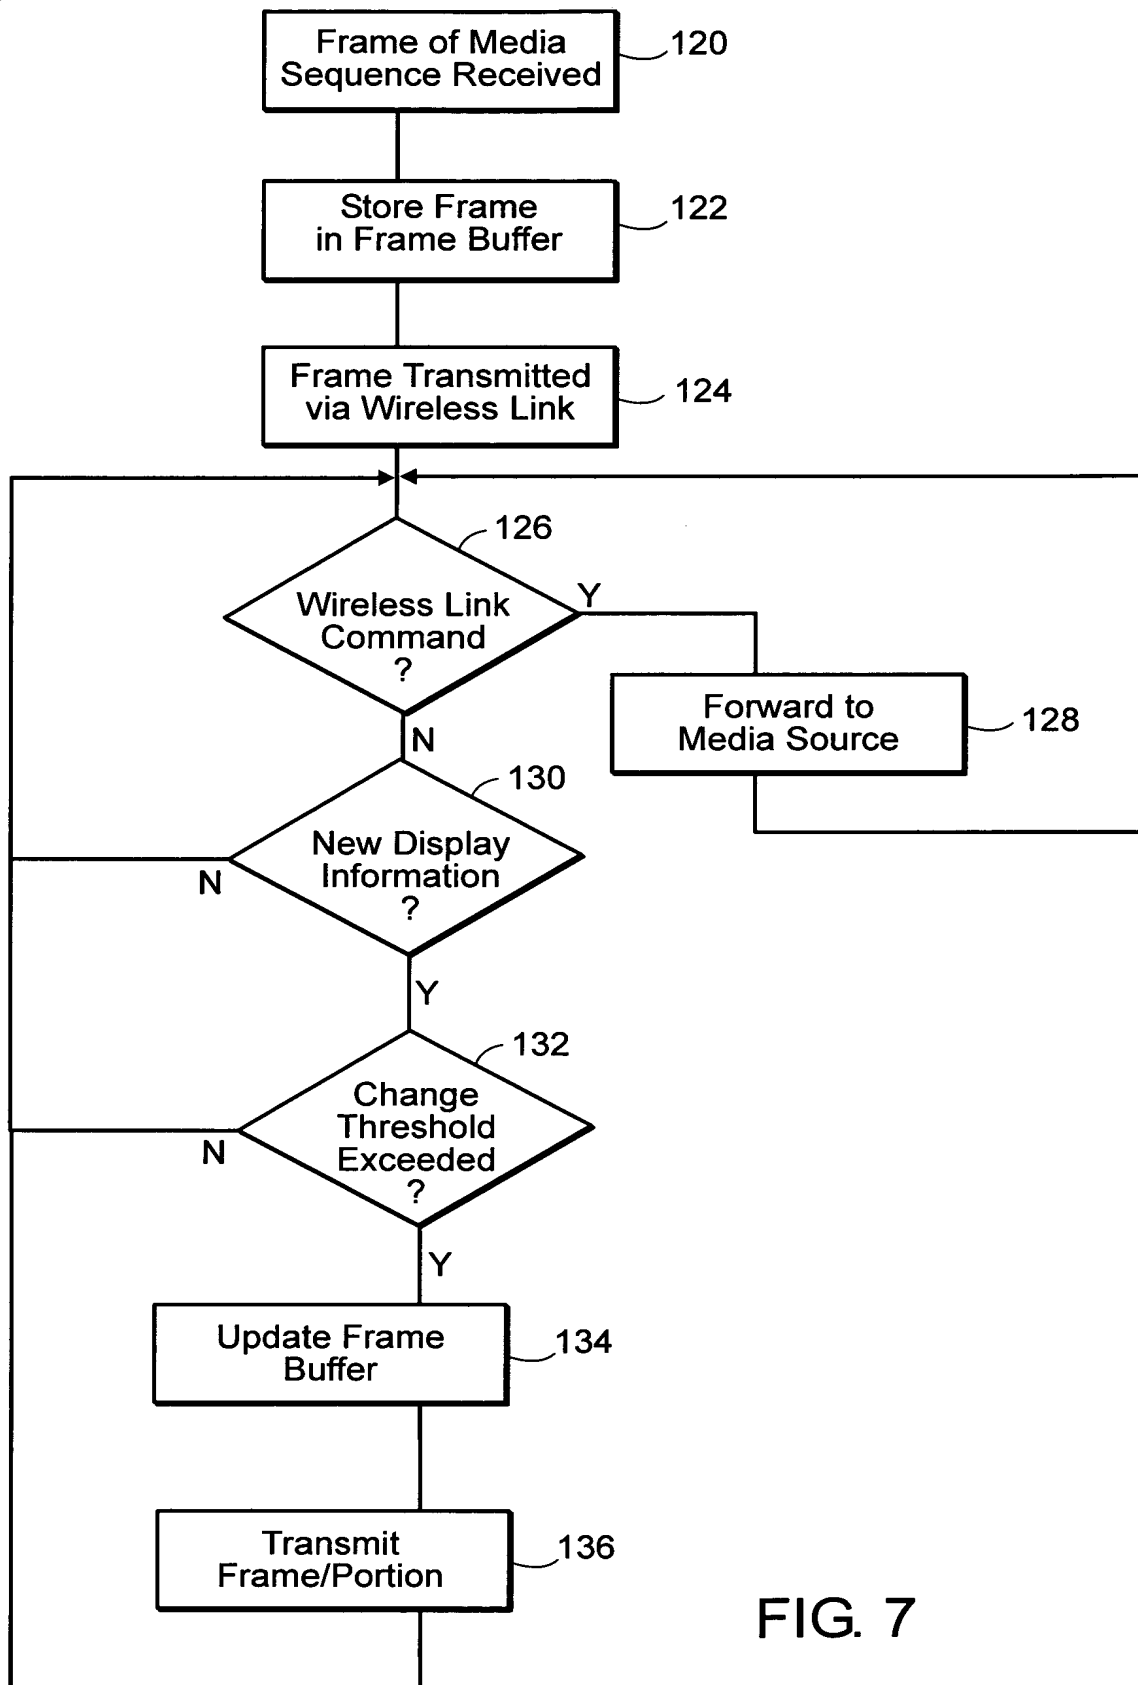 Frame of Media
Sequence Received
120
Store Frame
in Frame Buffer
122
Frame Transmitted
via Wireless Link
124
126
Wireless Link
Command
?
Y
N
Forward to
Media Source
128
130
New Display
Information
?
N
Y
132
Change
Threshold
Exceeded
?
N
Y
Update Frame
Buffer
134
Transmit
Frame/Portion
136
FIG. 7